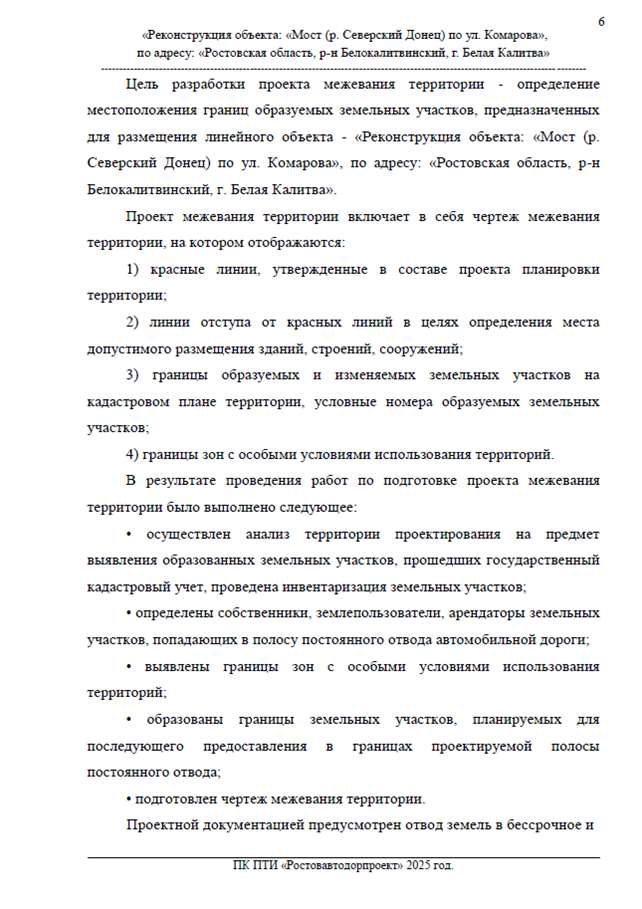 6
«Реконструкция объекта: «Мост (р. Северский Донец) по ул. Комарова»,
по адресу: «Ростовская область, р-н Белокалитвинский, г. Белая Калитва»
Цель разработки проекта межевания территории - определение
местоположения границ образуемых земельных участков, предназначенных
для размещения линейного объекта - «Реконструкция объекта: «Мост (р.
Северский Донец) по ул. Комарова», по адресу: «Ростовская область, р-н
Белокалитвинский, г. Белая Калитва».
Проект межевания территории включает в себя чертеж межевания
территории, на котором отображаются:
1) красные линии, утвержденные в составе проекта планировки
территории;
2) линии отступа от красных линий в целях определения места
допустимого размещения зданий, строений, сооружений;
3) границы образуемых и изменяемых земельных участков на
кадастровом плане территории, условные номера образуемых земельных
участков;
4) границы зон с особыми условиями использования территорий.
В результате проведения работ по подготовке проекта межевания
территории было выполнено следующее:
• осуществлен анализ территории проектирования на предмет
выявления образованных земельных участков, прошедших государственный
кадастровый учет, проведена инвентаризация земельных участков;
• определены собственники, землепользователи, арендаторы земельных
участков, попадающих в полосу постоянного отвода автомобильной дороги;
• выявлены границы зон с особыми условиями использования
территорий;
• образованы границы земельных участков, планируемых для
последующего предоставления в границах проектируемой полосы
постоянного отвода;
• подготовлен чертеж межевания территории.
Проектной документацией предусмотрен отвод земель в бессрочное и
ПК ПТИ «Ростовавтодорпроект» 2025 год.